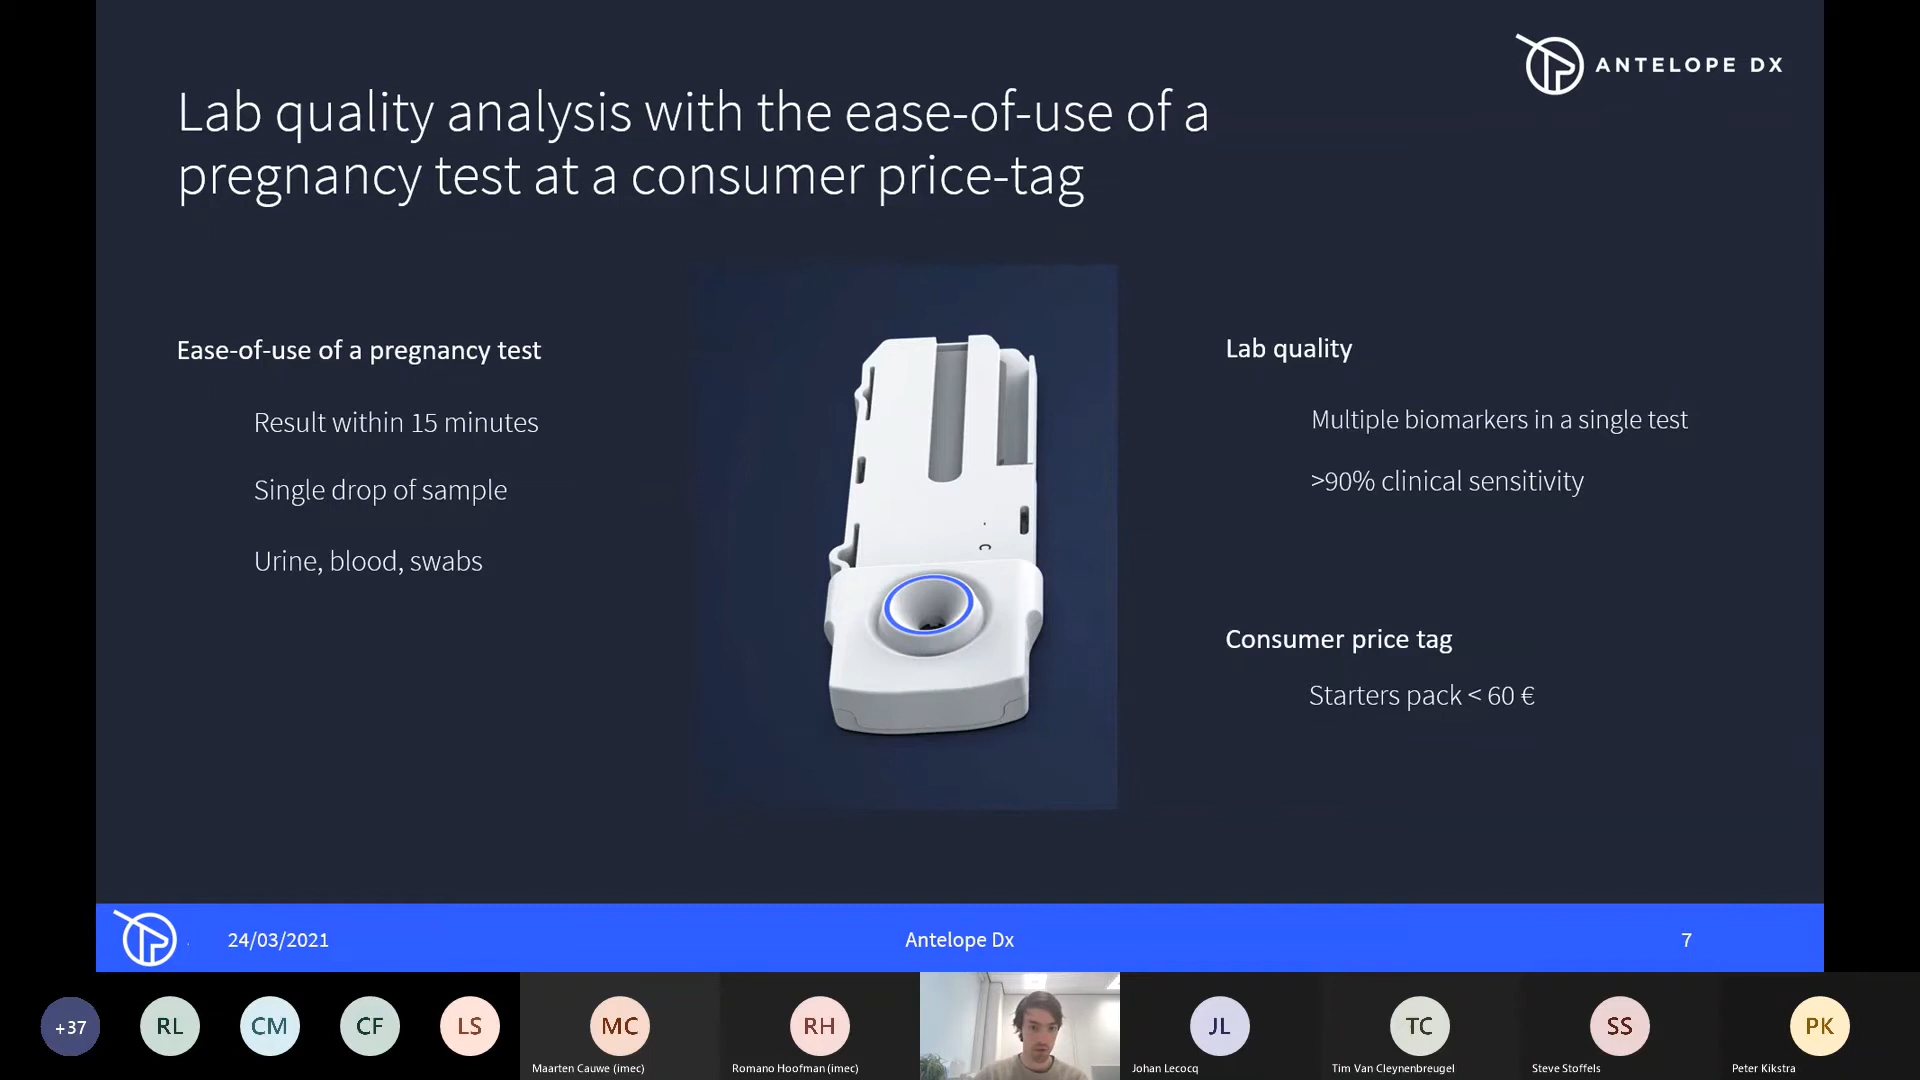 ANTELOPE DX
Lab quality analysis with the ease-of-use of a
pregnancy test at a consumer price-tag
Ease-of-use of a pregnancy test
Result within 15 minutes
Single drop of sample
Urine, blood, swabs
Lab quality
Multiple biomarkers in a single test
>90% clinical sensitivity
Consumer price tag
Starters pack < 60 €
C
24/03/2021
Antelope Dx
7
+37
RL
CM
CF
LS
MC
Maarten Cauwe (imec)
RH
Romano Hoofman (imec)
JL
Johan Lecocq
TC
Tim Van Cleynenbreugel
SS
Steve Stoffels
PK
Peter Kikstra